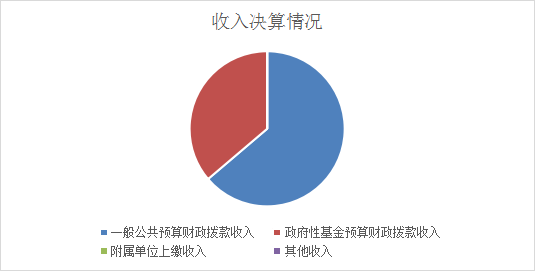 收入决算情况
一般公共预算财政拨款收入 政府性基金预算财政拨款收入
附属单位上缴收入 其他收入